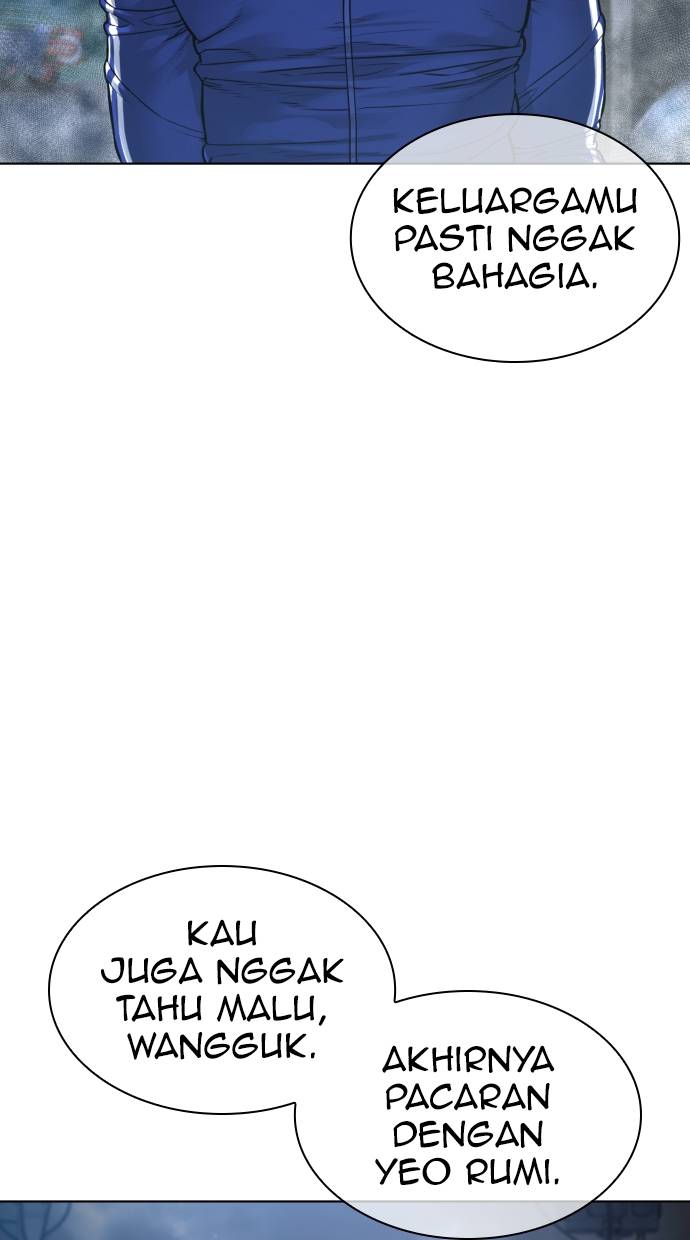 KELUARGAMU
PASTI NGGAK
BAHAGIA.
KAU
JUGA NGGAK
TAHU MALU,
WANGGUK.
AKHIRNYA
PACARAN
DENGAN
YEO RUMI.